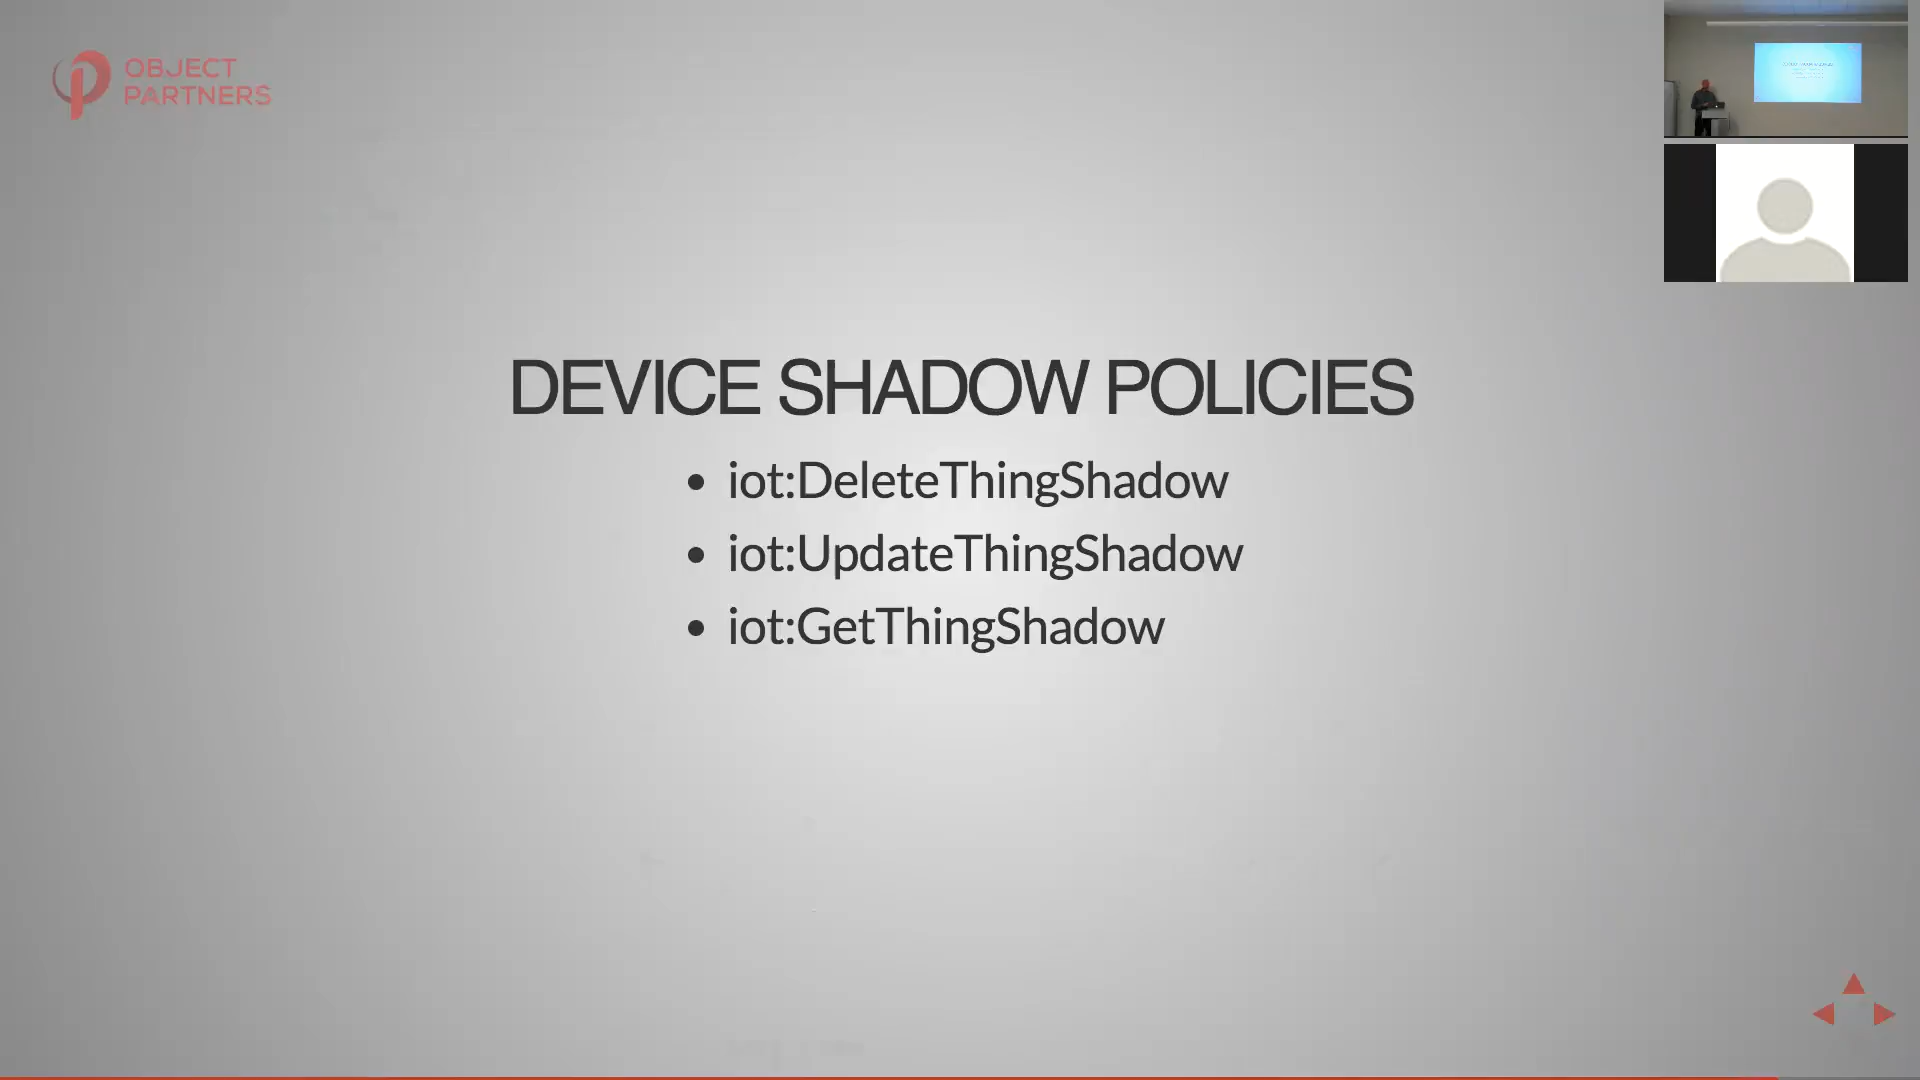 OBJECT
PARTNERS
DEVICE SHADOW POLICIES
iot:DeleteThingShadow
iot:UpdateThingShadow
iot:GetThingShadow